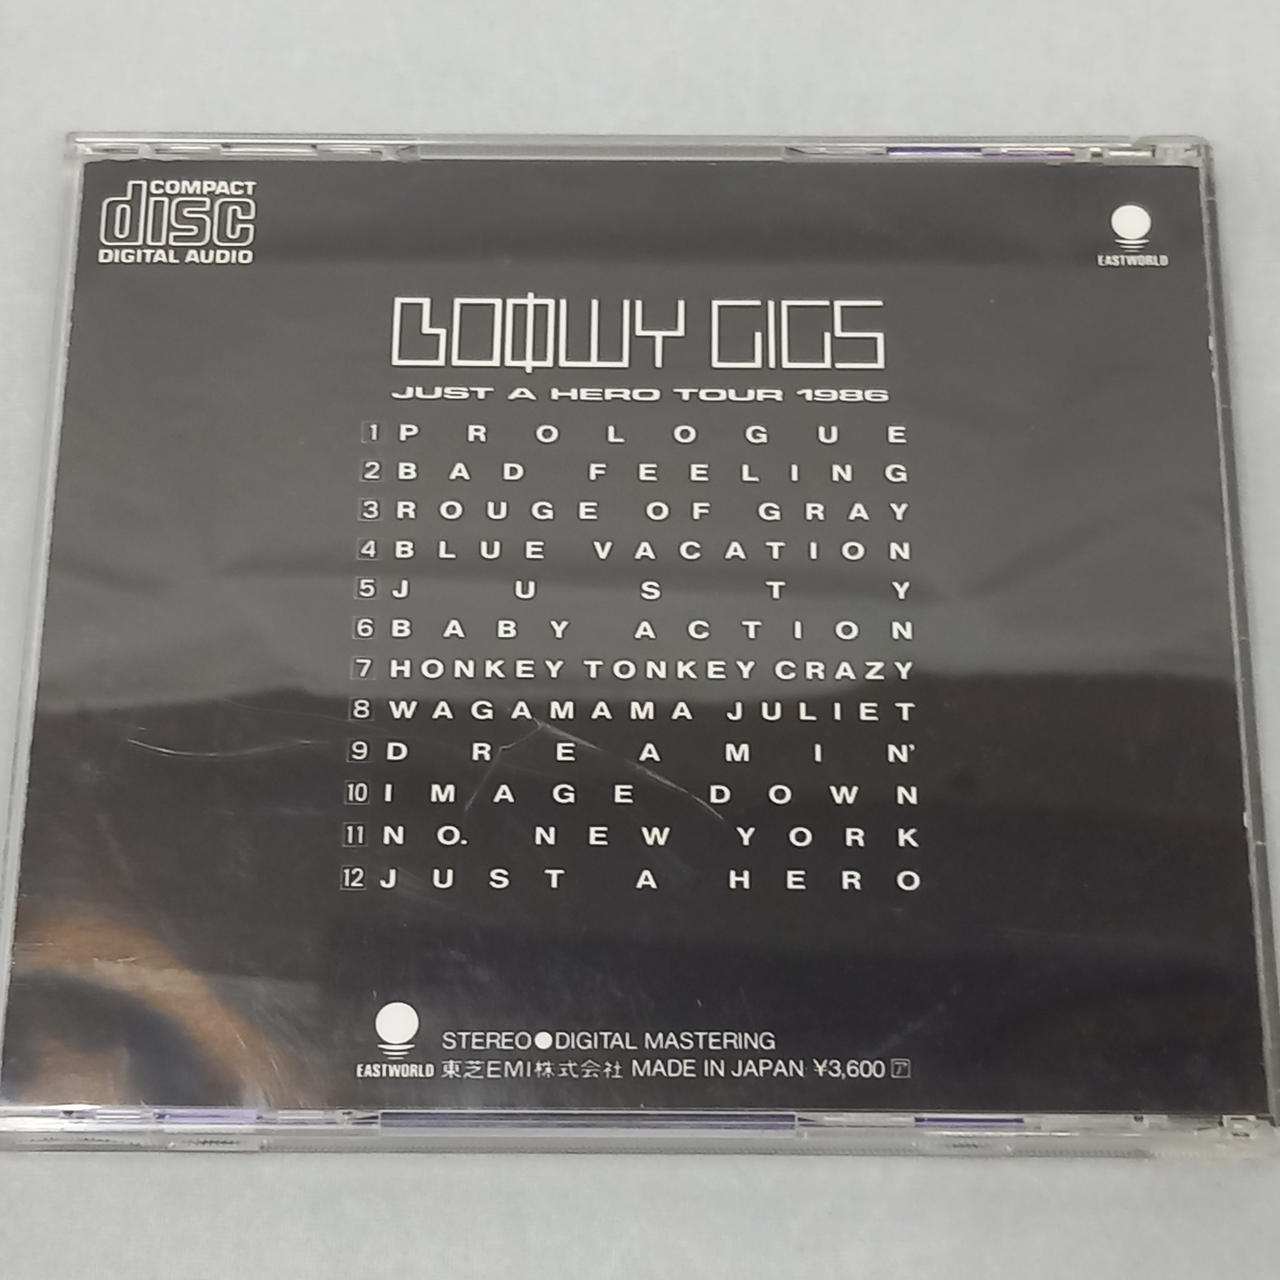 COMPACT
disc
DIGITAL AUDIO
EASTWORLD
BOØWY GIGS
JUST A HERO TOUR 1986
1 PROLOGUE
2 BAD FEELING
3 ROUGE OF GRAY
4 BLUE VACATION
5 JUSTY
6 BABY ACTION
7 HONKEY TONKEY CRAZY
8 WAGAMAMA JULIET
9 DREAMIN'
10 IMAGE DOWN
11 NO. NEW YORK
12 JUST A HERO
STEREO●DIGITAL MASTERING
EASTWORLD 東芝EMI株式会社 MADE IN JAPAN ¥3,600 ア